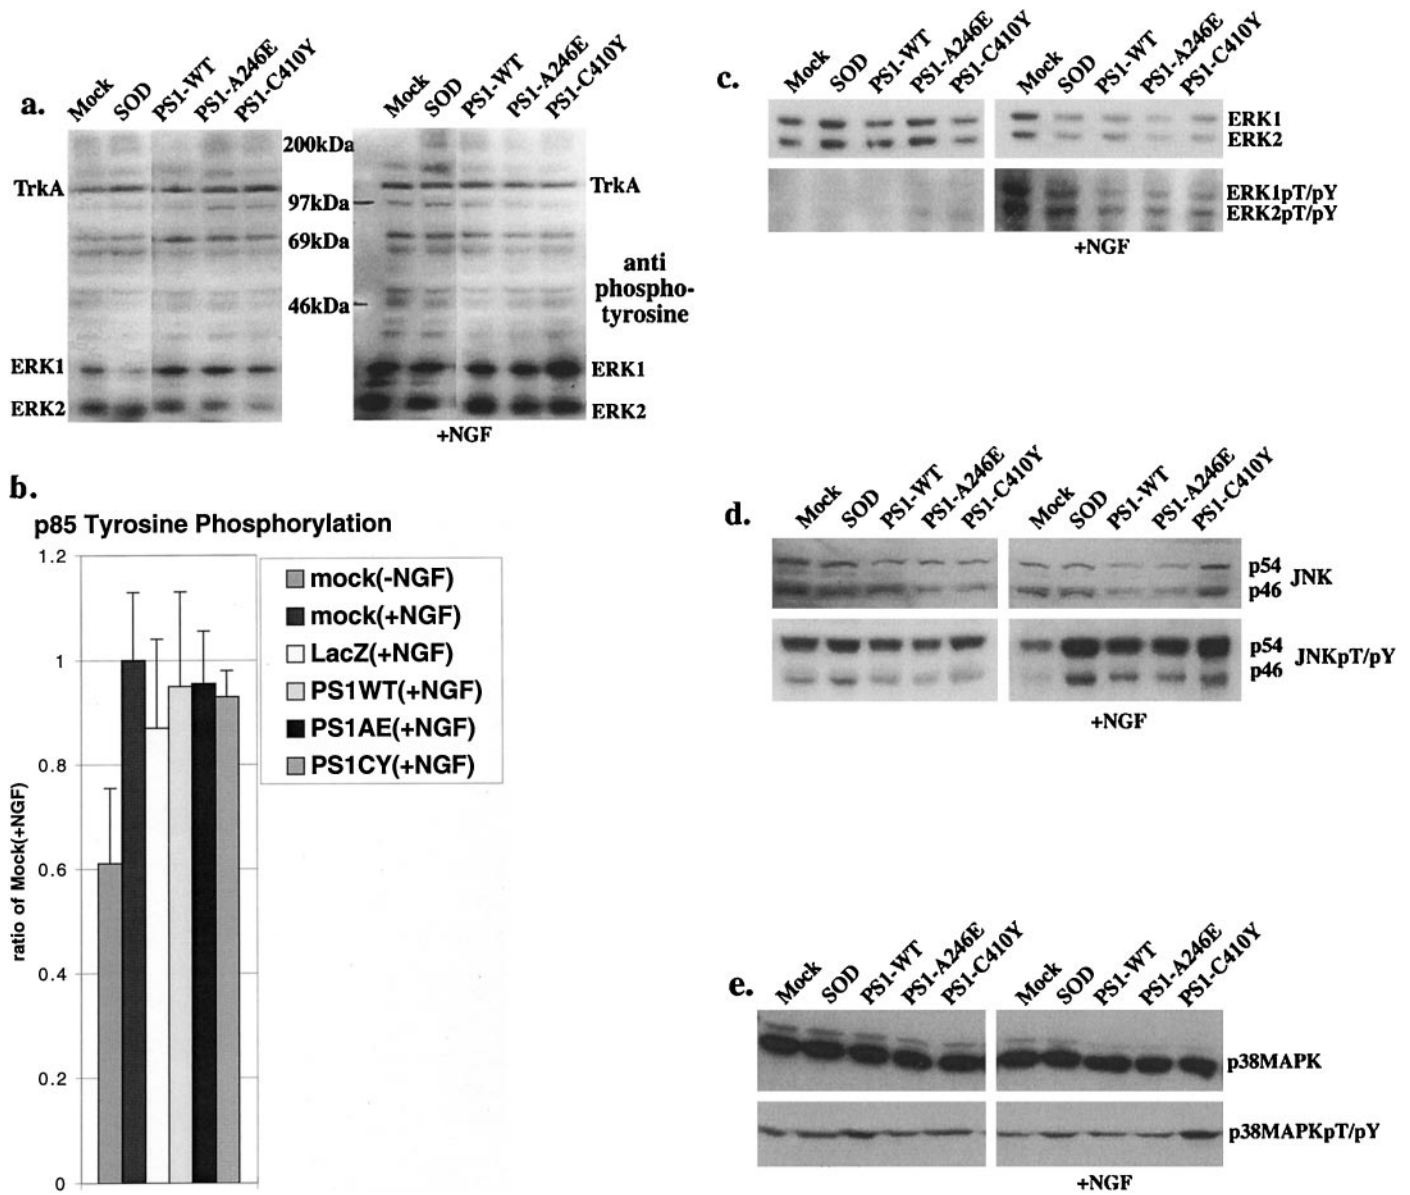 a.
Mock
SOD
PS1-WT
PS1-A246E
PS1-C410Y
Mock
SOD
PS1-WT
PS1-A246E
PS1-C410Y
200kDa
TrkA
TrkA
97kDa
69kDa
anti
phospho-
tyrosine
46kDa
ERK1
ERK1
ERK2
ERK2
+NGF
b.
p85 Tyrosine Phosphorylation
ratio of Mock(+NGF)
1.2
1
0.8
0.6
0.4
0.2
0
mock(-NGF)
mock(+NGF)
LacZ(+NGF)
PS1WT(+NGF)
PS1AE(+NGF)
PS1CY(+NGF)
c.
Mock
SOD
PS1-WT
PS1-A246E
PS1-C410Y
Mock
SOD
PS1-WT
PS1-A246E
PS1-C410Y
ERK1
ERK2
ERK1pT/pY
ERK2pT/pY
+NGF
d.
Mock
SOD
PS1-WT
PS1-A246E
PS1-C410Y
Mock
SOD
PS1-WT
PS1-A246E
PS1-C410Y
p54
JNK
p46
p54
JNKpT/pY
p46
+NGF
e.
Mock
SOD
PS1-WT
PS1-A246E
PS1-C410Y
Mock
SOD
PS1-WT
PS1-A246E
PS1-C410Y
p38MAPK
p38MAPKpT/pY
+NGF